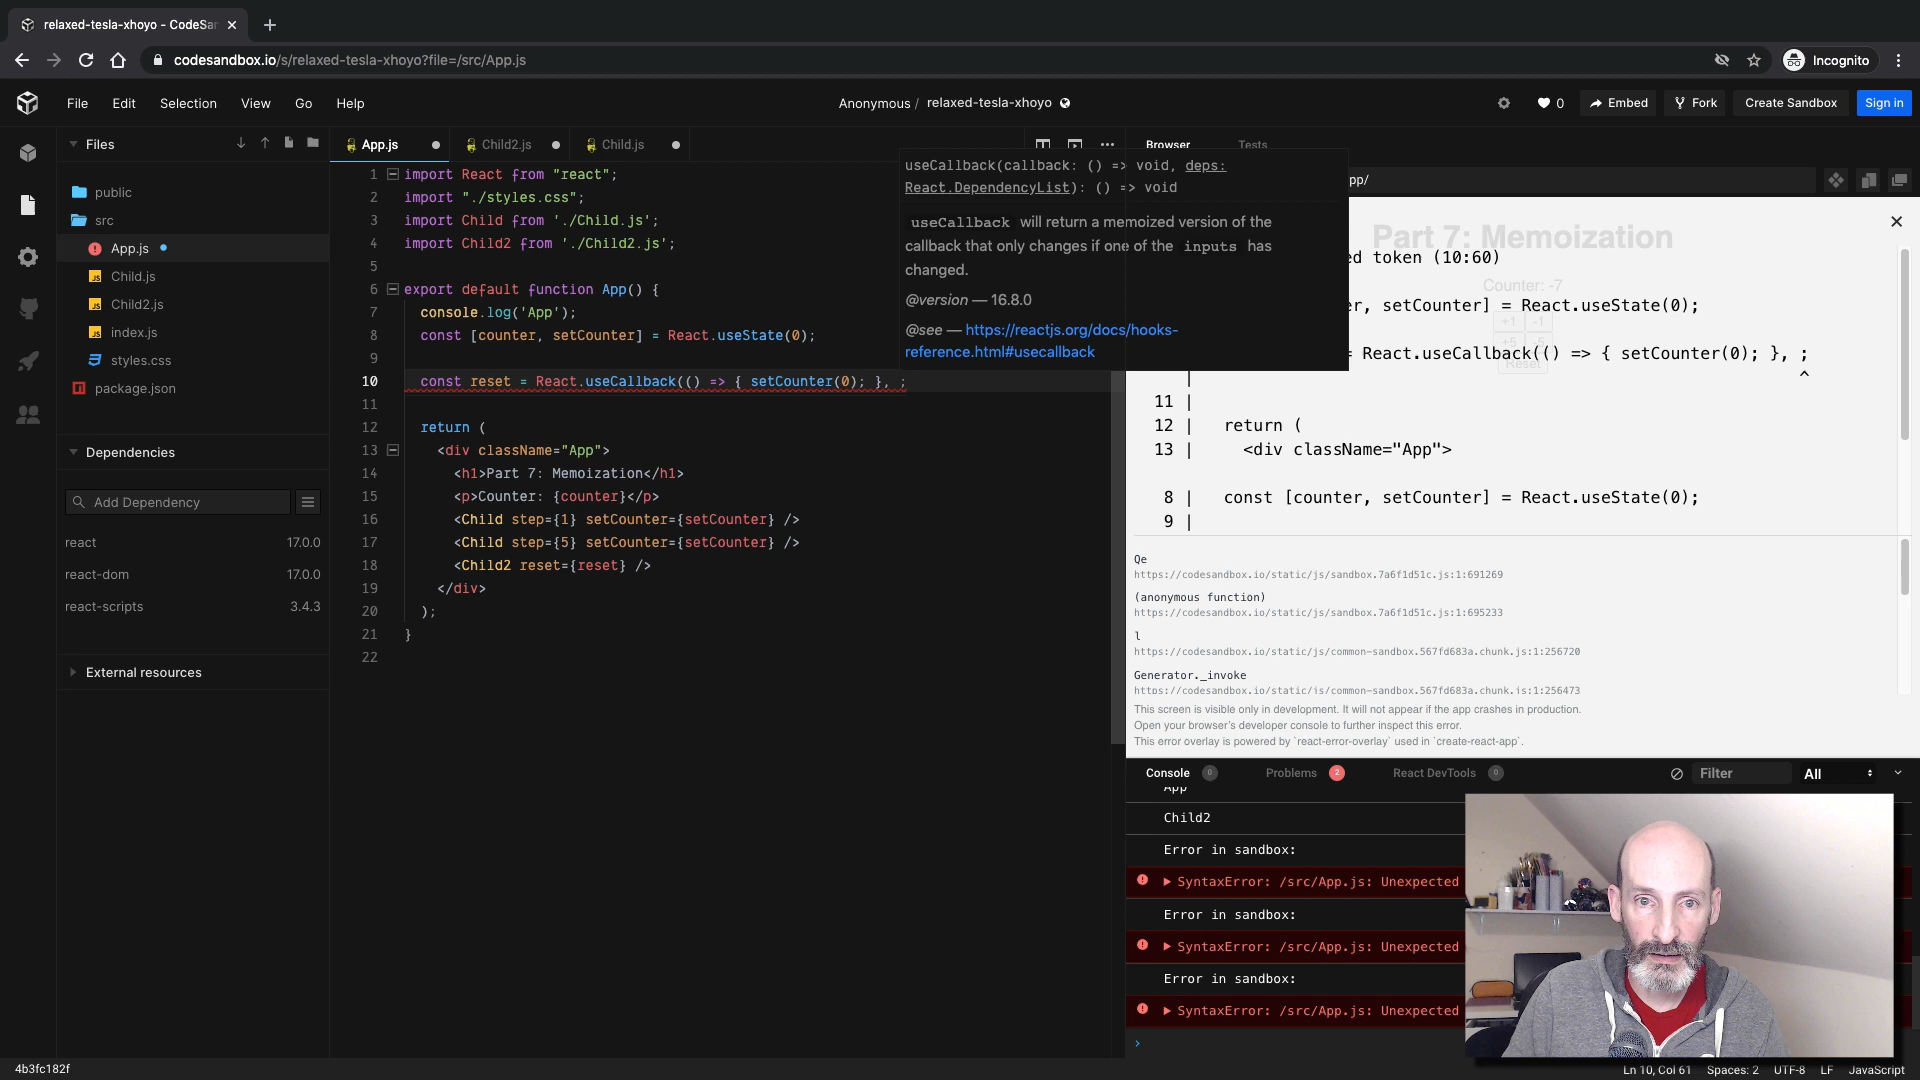 relaxed-tesla-xhoyo - CodeSan
codesandbox.io/s/relaxed-tesla-xhoyo?file=/src/App.js
Incognito
File Edit Selection View Go Help
Anonymous / relaxed-tesla-xhoyo
0 Embed Fork Create Sandbox Sign in
Files
public
src
App.js
Child.js
Child2.js
index.js
styles.css
package.json
Dependencies
Add Dependency
react 17.0.0
react-dom 17.0.0
react-scripts 3.4.3
External resources
App.js Child2.js Child.js
1 import React from "react";
2 import "./styles.css";
3 import Child from './Child.js';
4 import Child2 from './Child2.js';
5
6 export default function App() {
7 console.log('App');
8 const [counter, setCounter] = React.useState(0);
9
10 const reset = React.useCallback(() => { setCounter(0); }, ;
11
12 return (
13 <div className="App">
14 <h1>Part 7: Memoization</h1>
15 <p>Counter: {counter}</p>
16 <Child step={1} setCounter={setCounter} />
17 <Child step={5} setCounter={setCounter} />
18 <Child2 reset={reset} />
19 </div>
20 );
21 }
22
useCallback(callback: () => void, deps:
React.DependencyList): () => void
useCallback will return a memoized version of the
callback that only changes if one of the inputs has
changed.
@version — 16.8.0
@see — https://reactjs.org/docs/hooks-
reference.html#usecallback
Browser Tests
pp/
Part 7: Memoization
ed token (10:60)
Counter: -7
er, setCounter] = React.useState(0);
+1 -1
= React.useCallback(() => { setCounter(0); }, ;
+5 -5
Reset
| ^
11 |
12 | return (
13 | <div className="App">
8 | const [counter, setCounter] = React.useState(0);
9 |
Qe
https://codesandbox.io/static/js/sandbox.7a6f1d51c.js:1:691269
(anonymous function)
https://codesandbox.io/static/js/sandbox.7a6f1d51c.js:1:695233
l
https://codesandbox.io/static/js/common-sandbox.567fd683a.chunk.js:1:256720
Generator._invoke
https://codesandbox.io/static/js/common-sandbox.567fd683a.chunk.js:1:256473
This screen is visible only in development. It will not appear if the app crashes in production.
Open your browser's developer console to further inspect this error.
This error overlay is powered by `react-error-overlay` used in `create-react-app`.
Console 0 Problems 2 React DevTools 0 Filter All
App
Child2
Error in sandbox:
SyntaxError: /src/App.js: Unexpected
Error in sandbox:
SyntaxError: /src/App.js: Unexpected
Error in sandbox:
SyntaxError: /src/App.js: Unexpected
4b3fc182f
Ln 10, Col 61 Spaces: 2 UTF-8 LF JavaScript